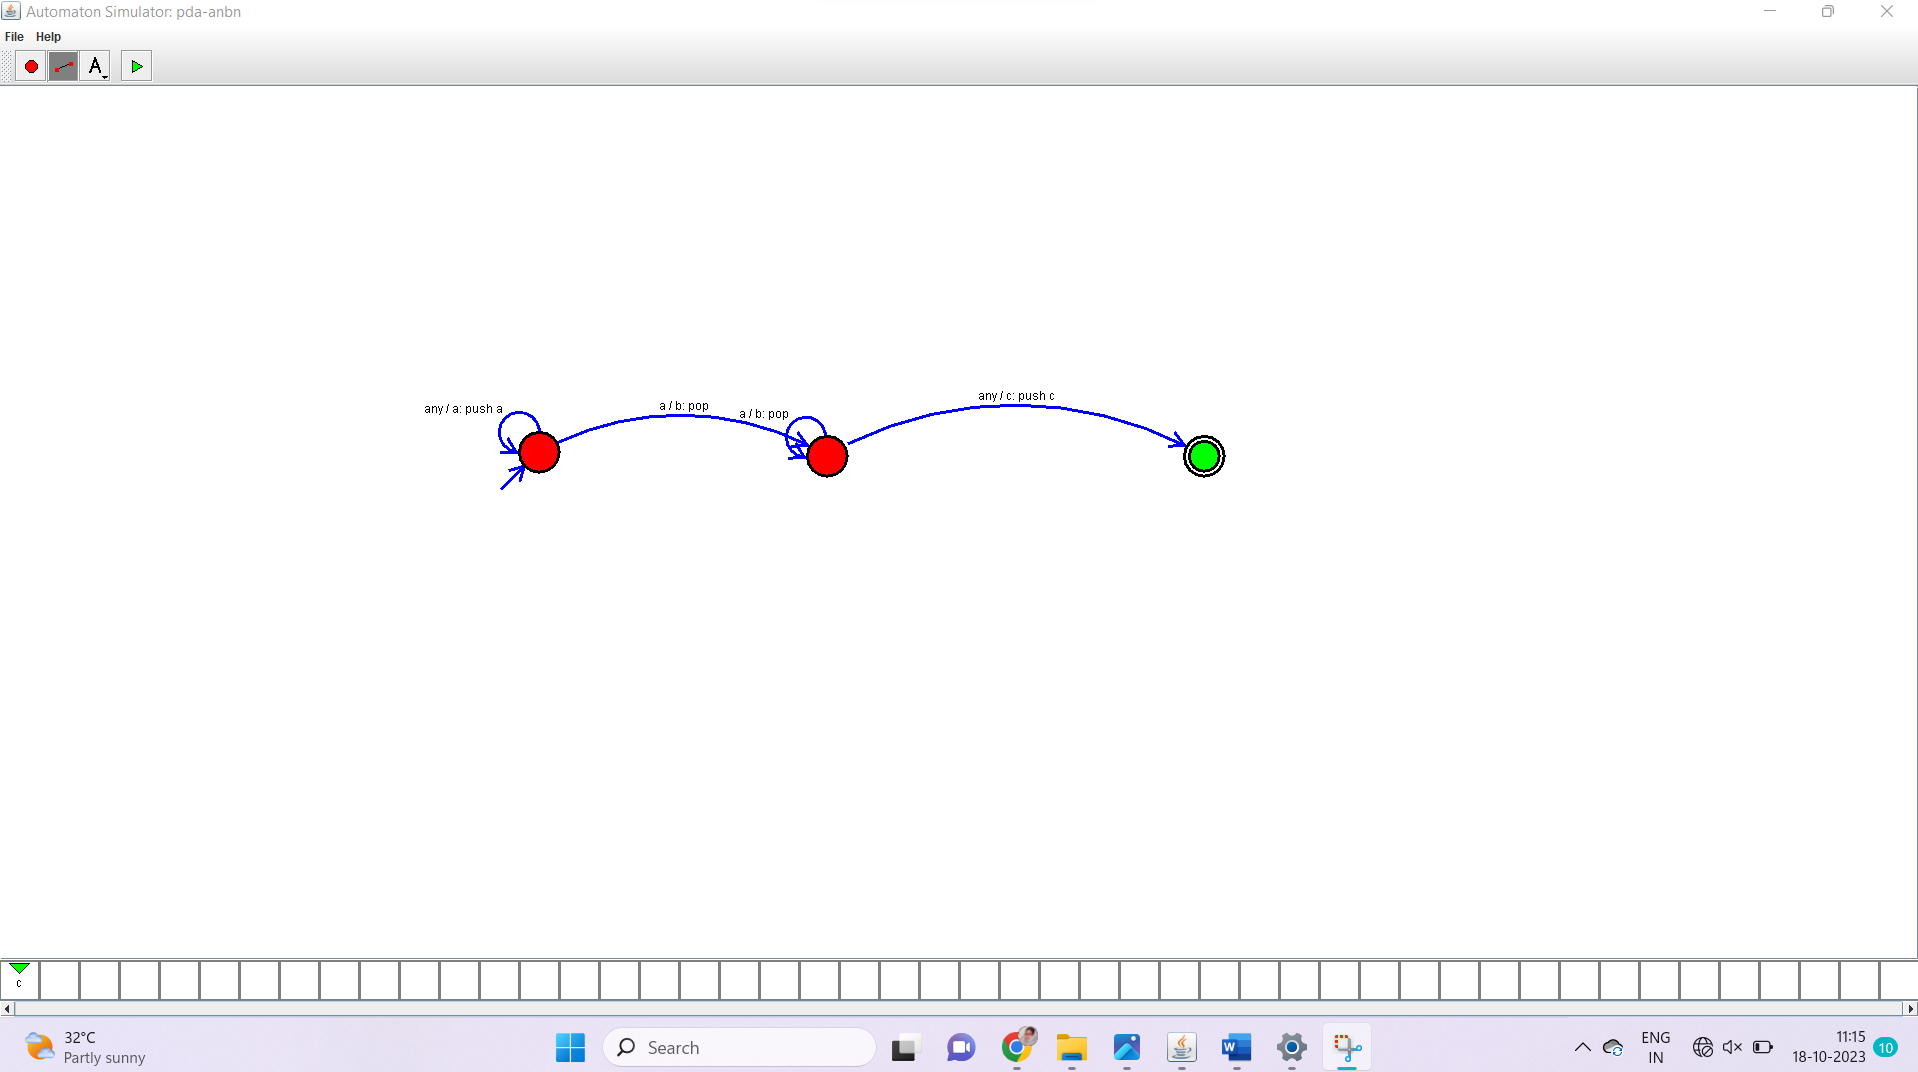 Automaton Simulator: pda-anbn
File Help
A
any / c: push c
any / a: push a
a / b: pop
a / b: pop
c
32°C
Partly sunny
Search
W
ENG
IN
11:15
18-10-2023
10